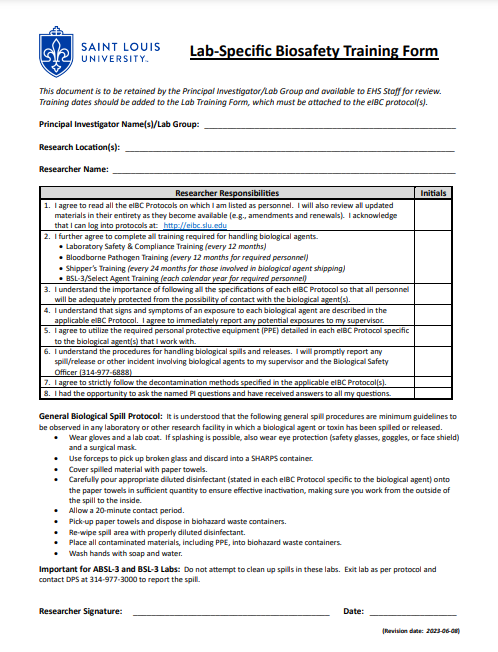 SAINT LOUIS
UNIVERSITY.
Lab-Specific Biosafety Training Form
This document is to be retained by the Principal Investigator/Lab Group and available to EHS Staff for review.
Training dates should be added to the Lab Training Form, which must be attached to the eIBC protocol(s).
Principal Investigator Name(s)/Lab Group: ____________________
Research Location(s): ____________________
Researcher Name: ____________________
Researcher Responsibilities Initials
1. I agree to read all the eIBC Protocols on which I am listed as personnel. I will also review all updated
materials in their entirety as they become available (e.g., amendments and renewals). I acknowledge
that I can log into protocols at: http://eibc.slu.edu
2. I further agree to complete all training required for handling biological agents.
• Laboratory Safety & Compliance Training (every 12 months)
• Bloodborne Pathogen Training (every 12 months for required personnel)
• Shipper's Training (every 24 months for those involved in biological agent shipping)
• BSL-3/Select Agent Training (each calendar year for required personnel)
3. I understand the importance of following all the specifications of each eIBC Protocol so that all personnel
will be adequately protected from the possibility of contact with the biological agent(s).
4. I understand that signs and symptoms of an exposure to each biological agent are described in the
applicable eIBC Protocol. I agree to immediately report any potential exposures to my supervisor.
5. I agree to utilize the required personal protective equipment (PPE) detailed in each eIBC Protocol specific
to the biological agent(s) that I work with.
6. I understand the procedures for handling biological spills and releases. I will promptly report any
spill/release or other incident involving biological agents to my supervisor and the Biological Safety
Officer (314-977-6888)
7. I agree to strictly follow the decontamination methods specified in the applicable eIBC Protocol(s).
8. I had the opportunity to ask the named PI questions and have received answers to all my questions.
General Biological Spill Protocol: It is understood that the following general spill procedures are minimum guidelines to
be observed in any laboratory or other research facility in which a biological agent or toxin has been spilled or released.
• Wear gloves and a lab coat. If splashing is possible, also wear eye protection (safety glasses, goggles, or face shield)
and a surgical mask.
• Use forceps to pick up broken glass and discard into a SHARPS container.
• Cover spilled material with paper towels.
• Carefully pour appropriate diluted disinfectant (stated in each eIBC Protocol specific to the biological agent) onto
the paper towels in sufficient quantity to ensure effective inactivation, making sure you work from the outside of
the spill to the inside.
• Allow a 20-minute contact period.
• Pick-up paper towels and dispose in biohazard waste containers.
• Re-wipe spill area with properly diluted disinfectant.
• Place all contaminated materials, including PPE, into biohazard waste containers.
• Wash hands with soap and water.
Important for ABSL-3 and BSL-3 Labs: Do not attempt to clean up spills in these labs. Exit lab as per protocol and
contact DPS at 314-977-3000 to report the spill.
Researcher Signature: ____________________ Date: __________
(Revision date: 2023-06-08)